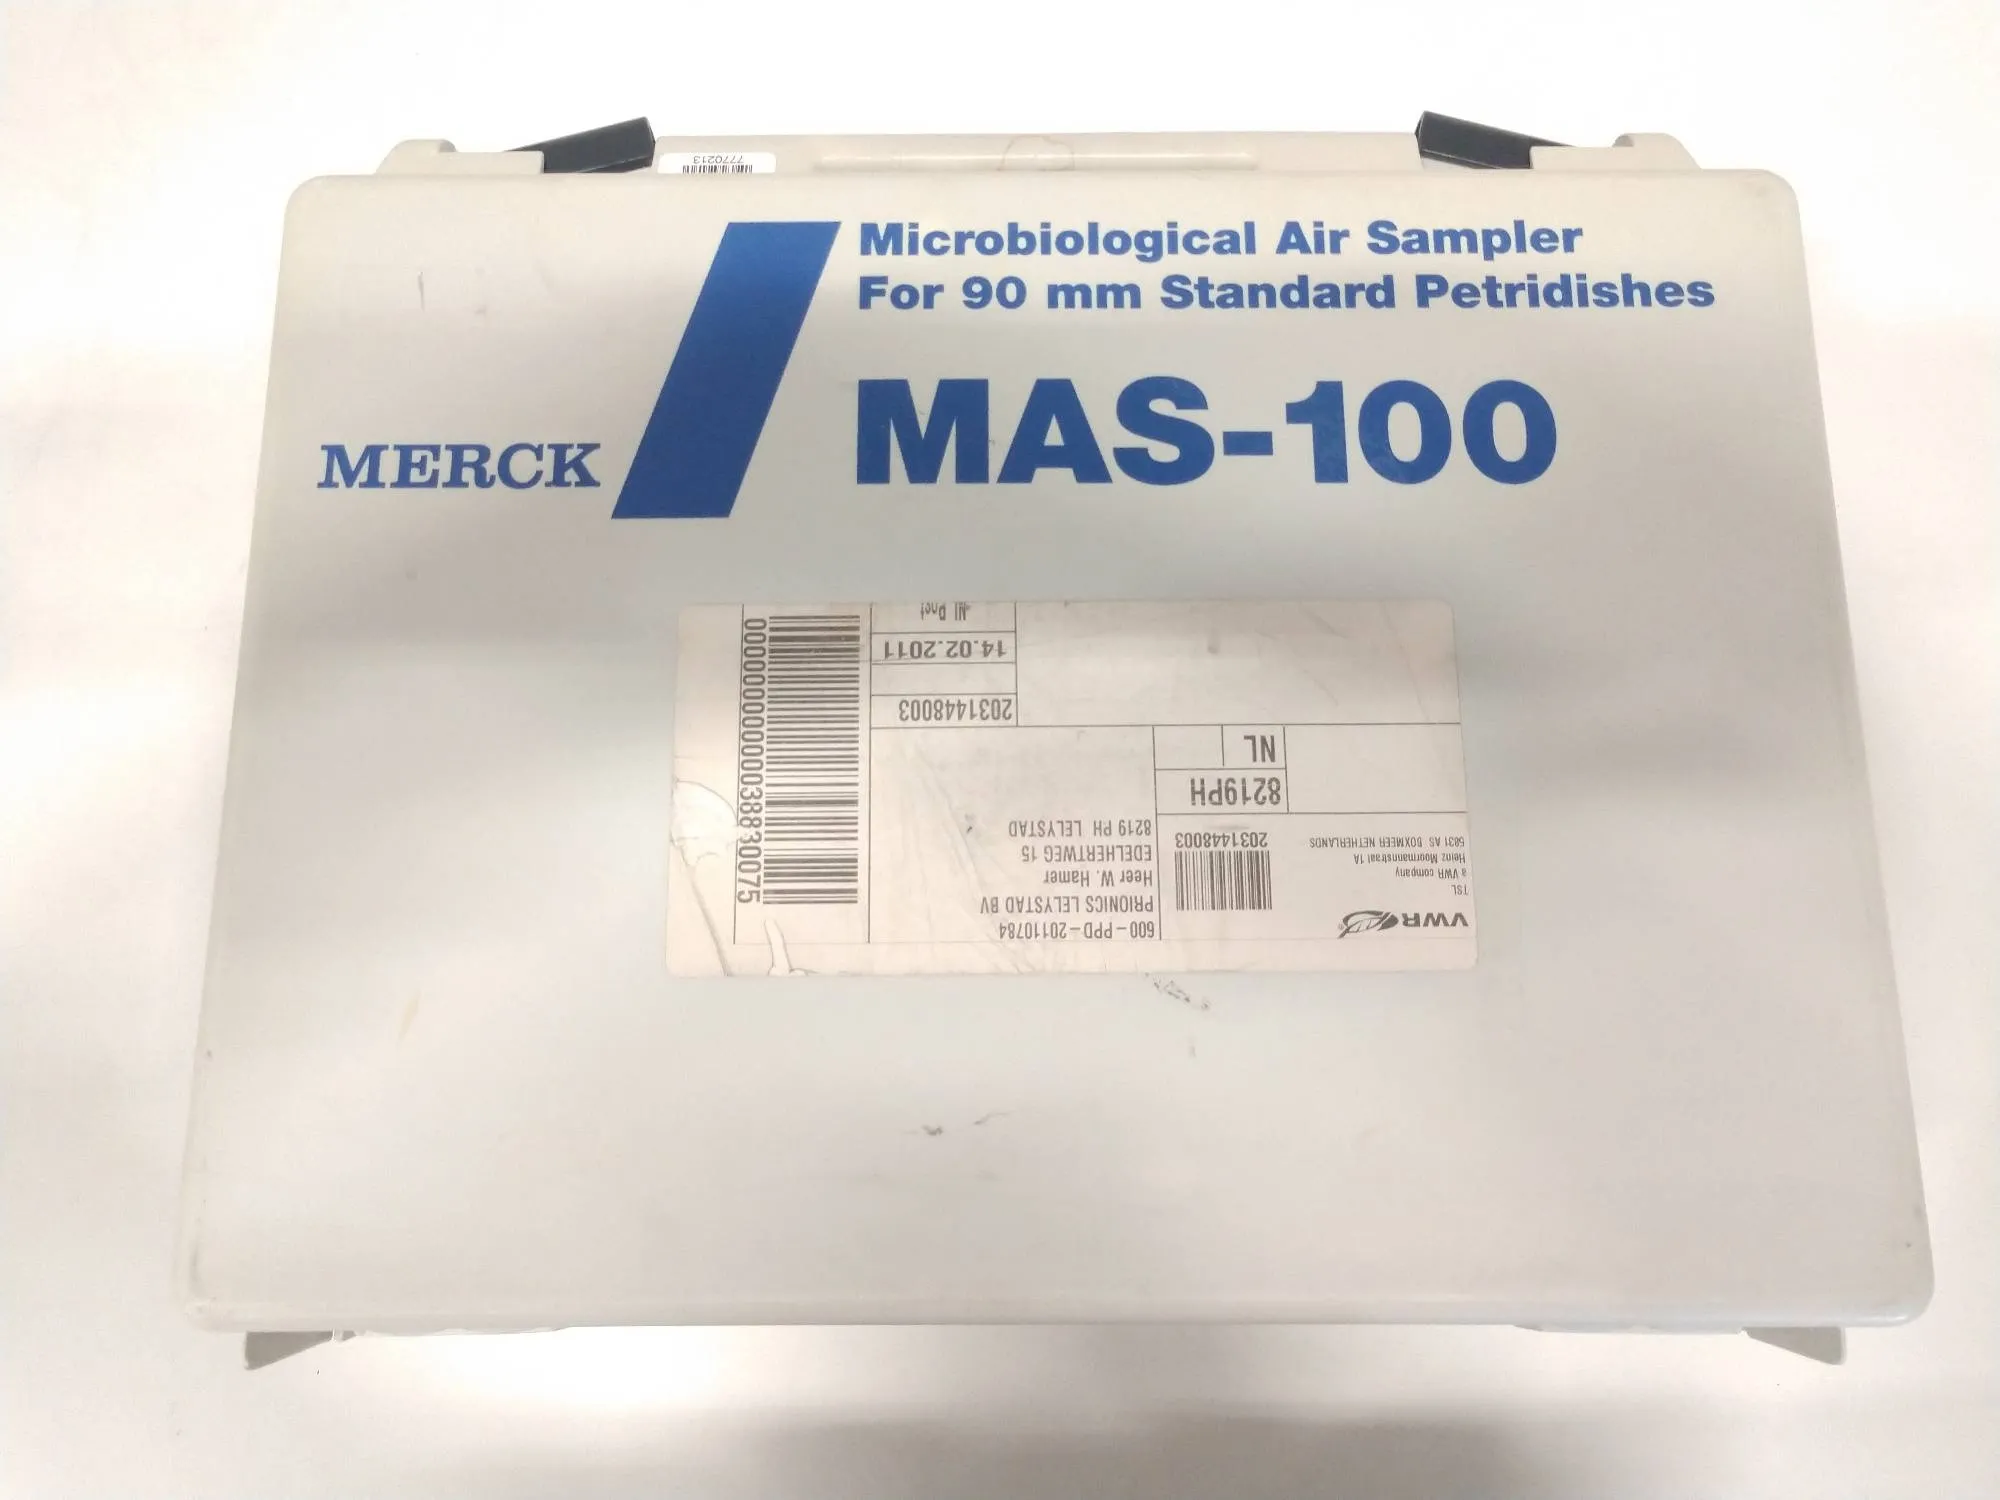 7770213
Microbiological Air Sampler
For 90 mm Standard Petridishes
MERCK
MAS-100
VWR
TSL
a VWR company
Heinz Moormannstraat 1A
5831 AS BOXMEER NETHERLANDS
2031448003
600-PPD-20110784
PRIONICS LELYSTAD BV
Heer W. Hamer
EDELHERTWEG 15
8219 PH LELYSTAD
8219PH
NL
2031448003
14.02.2011
NL Post